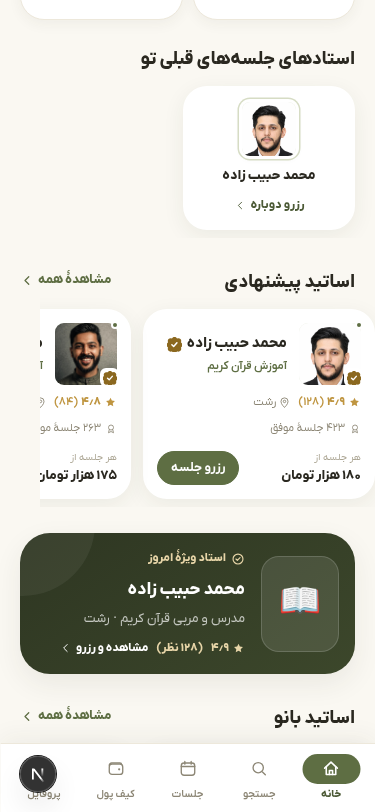 استادهای جلسه‌های قبلی تو
محمد حبیب زاده
رزرو دوباره
اساتید پیشنهادی
مشاهدهٔ همه
محمد حبیب زاده
آموزش قرآن کریم
۴/۹ (۱۲۸) رشت
۴۲۳ جلسهٔ موفق
هر جلسه از
۱۸۰ هزار تومان
رزرو جلسه
۴/۸ (۸۴)
۲۶۳ جلسهٔ مو
هر جلسه از
۱۷۵ هزار تومان
استاد ویژهٔ امروز
محمد حبیب زاده
مدرس و مربی قرآن کریم · رشت
۴/۹ (۱۲۸ نظر) مشاهده و رزرو
اساتید بانو
مشاهدهٔ همه
خانه
جستجو
جلسات
کیف پول
پروفایل
N